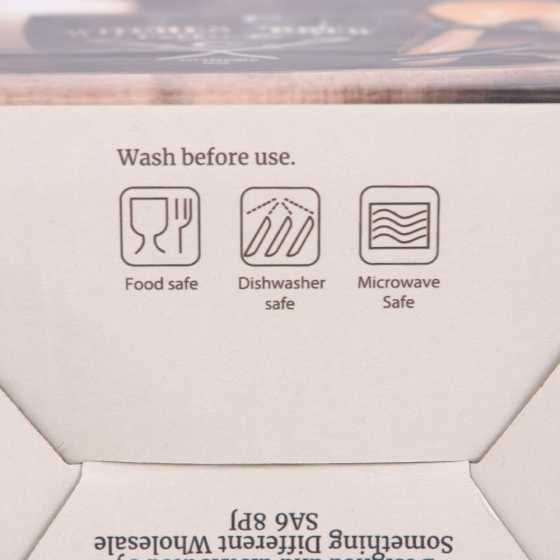 Wash before use.
Food safe
Dishwasher
safe
Microwave
Safe
SA6 8PJ
Something Different Wholesale